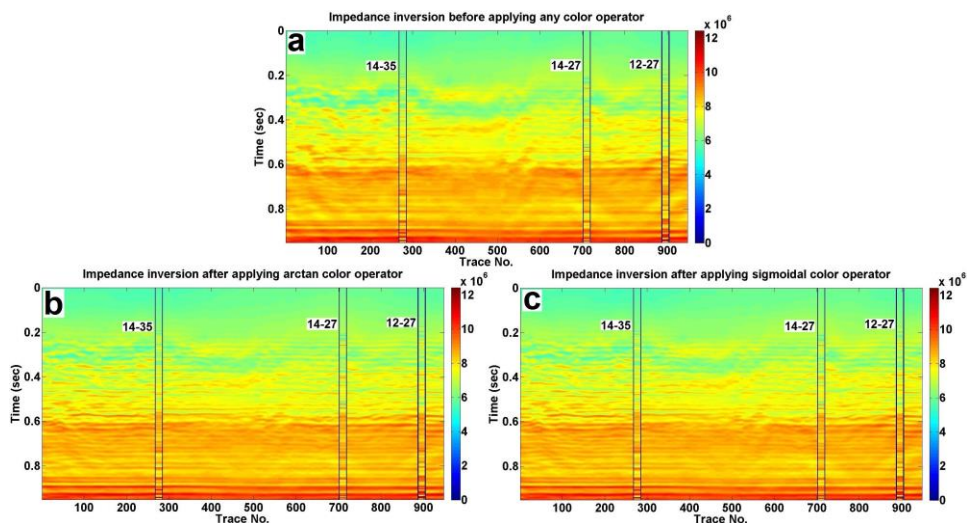 Impedance inversion before applying any color operator
a
x 10^6
0
0.2
0.4
0.6
0.8
Time (sec)
14-35
14-27
12-27
12
10
8
6
4
2
0
100 200 300 400 500 600 700 800 900
Trace No.
Impedance inversion after applying arctan color operator
b
x 10^6
0
0.2
0.4
0.6
0.8
Time (sec)
14-35
14-27
12-27
12
10
8
6
4
2
0
100 200 300 400 500 600 700 800 900
Trace No.
Impedance inversion after applying sigmoidal color operator
c
x 10^6
0
0.2
0.4
0.6
0.8
Time (sec)
14-35
14-27
12-27
12
10
8
6
4
2
0
100 200 300 400 500 600 700 800 900
Trace No.